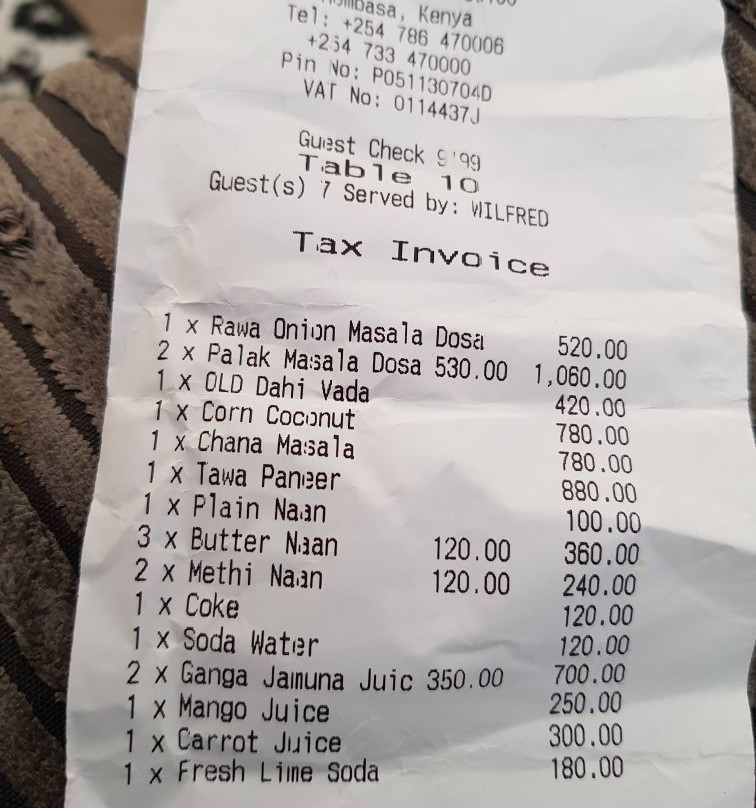 Mombasa, Kenya
Tel: +254 786 470006
+254 733 470000
Pin No: P051130704D
VAT No: 0114437J
Guest Check
Table 10
Guest(s) 7 Served by: WILFRED
Tax Invoice
1 x Rawa Onion Masala Dosa 520.00
2 x Palak Masala Dosa 530.00 1,060.00
1 x OLD Dahi Vada 420.00
1 x Corn Coconut 780.00
1 x Chana Masala 780.00
1 x Tawa Paneer 880.00
1 x Plain Naan 100.00
3 x Butter Naan 120.00 360.00
2 x Methi Naan 120.00 240.00
1 x Coke 120.00
1 x Soda Water 120.00
2 x Ganga Jamuna Juic 350.00 700.00
1 x Mango Juice 250.00
1 x Carrot Juice 300.00
1 x Fresh Lime Soda 180.00